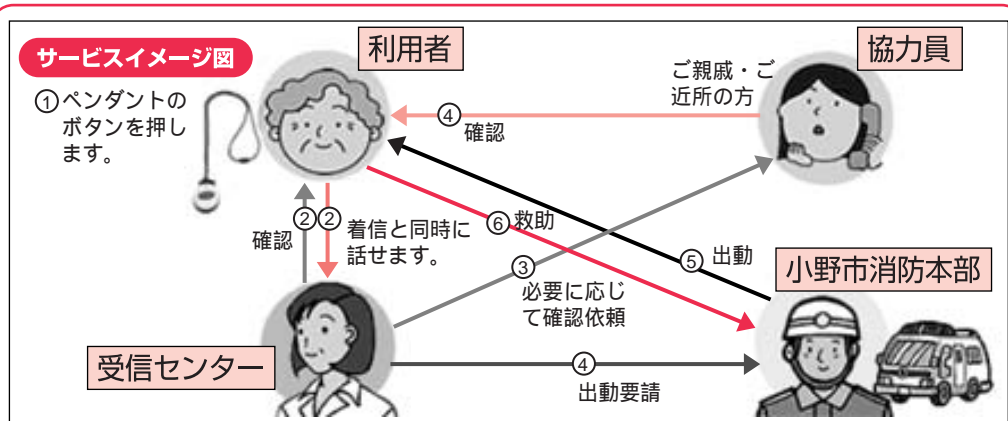 サービスイメージ図
利用者
協力員
①ペンダントの
ボタンを押し
ます。
ご親戚・ご
近所の方
④
確認
②②
確認
着信と同時に
話せます。
⑥救助
③
必要に応じ
て確認依頼
⑤出動
小野市消防本部
受信センター
④
出動要請